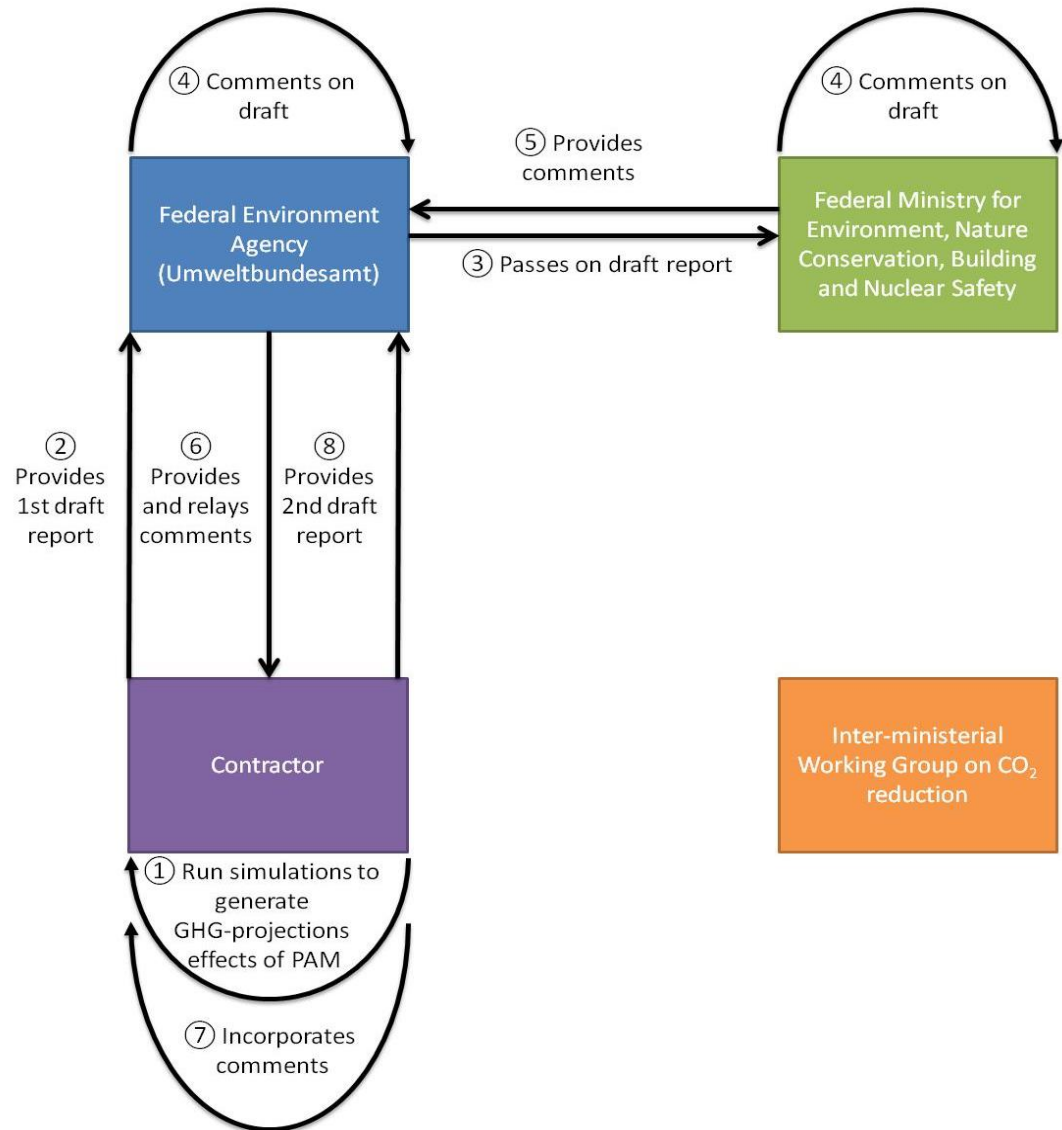 ④ Comments on
draft
④ Comments on
draft
⑤ Provides
comments
Federal Environment
Agency
(Umweltbundesamt)
Federal Ministry for
Environment, Nature
Conservation, Building
and Nuclear Safety
③ Passes on draft report
②
Provides
1st draft
report
⑥
Provides
and relays
comments
⑧
Provides
2nd draft
report
Contractor
Inter-ministerial
Working Group on CO₂
reduction
① Run simulations to
generate
GHG-projections
effects of PAM
⑦ Incorporates
comments